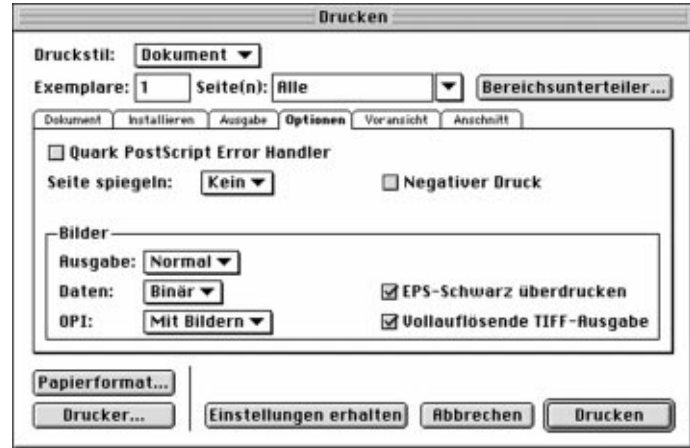 Drucken
Druckstil: Dokument
Exemplare: 1 Seite(n): Alle Bereichsunterteiler...
Dokument Installieren Ausgabe Optionen Voransicht Anschnitt
Quark PostScript Error Handler
Seite spiegeln: Kein Negativer Druck
Bilder
Ausgabe: Normal
Daten: Binär EPS-Schwarz überdrucken
OPI: Mit Bildern Vollauflösende TIFF-Ausgabe
Papierformat...
Drucker... Einstellungen erhalten Abbrechen Drucken